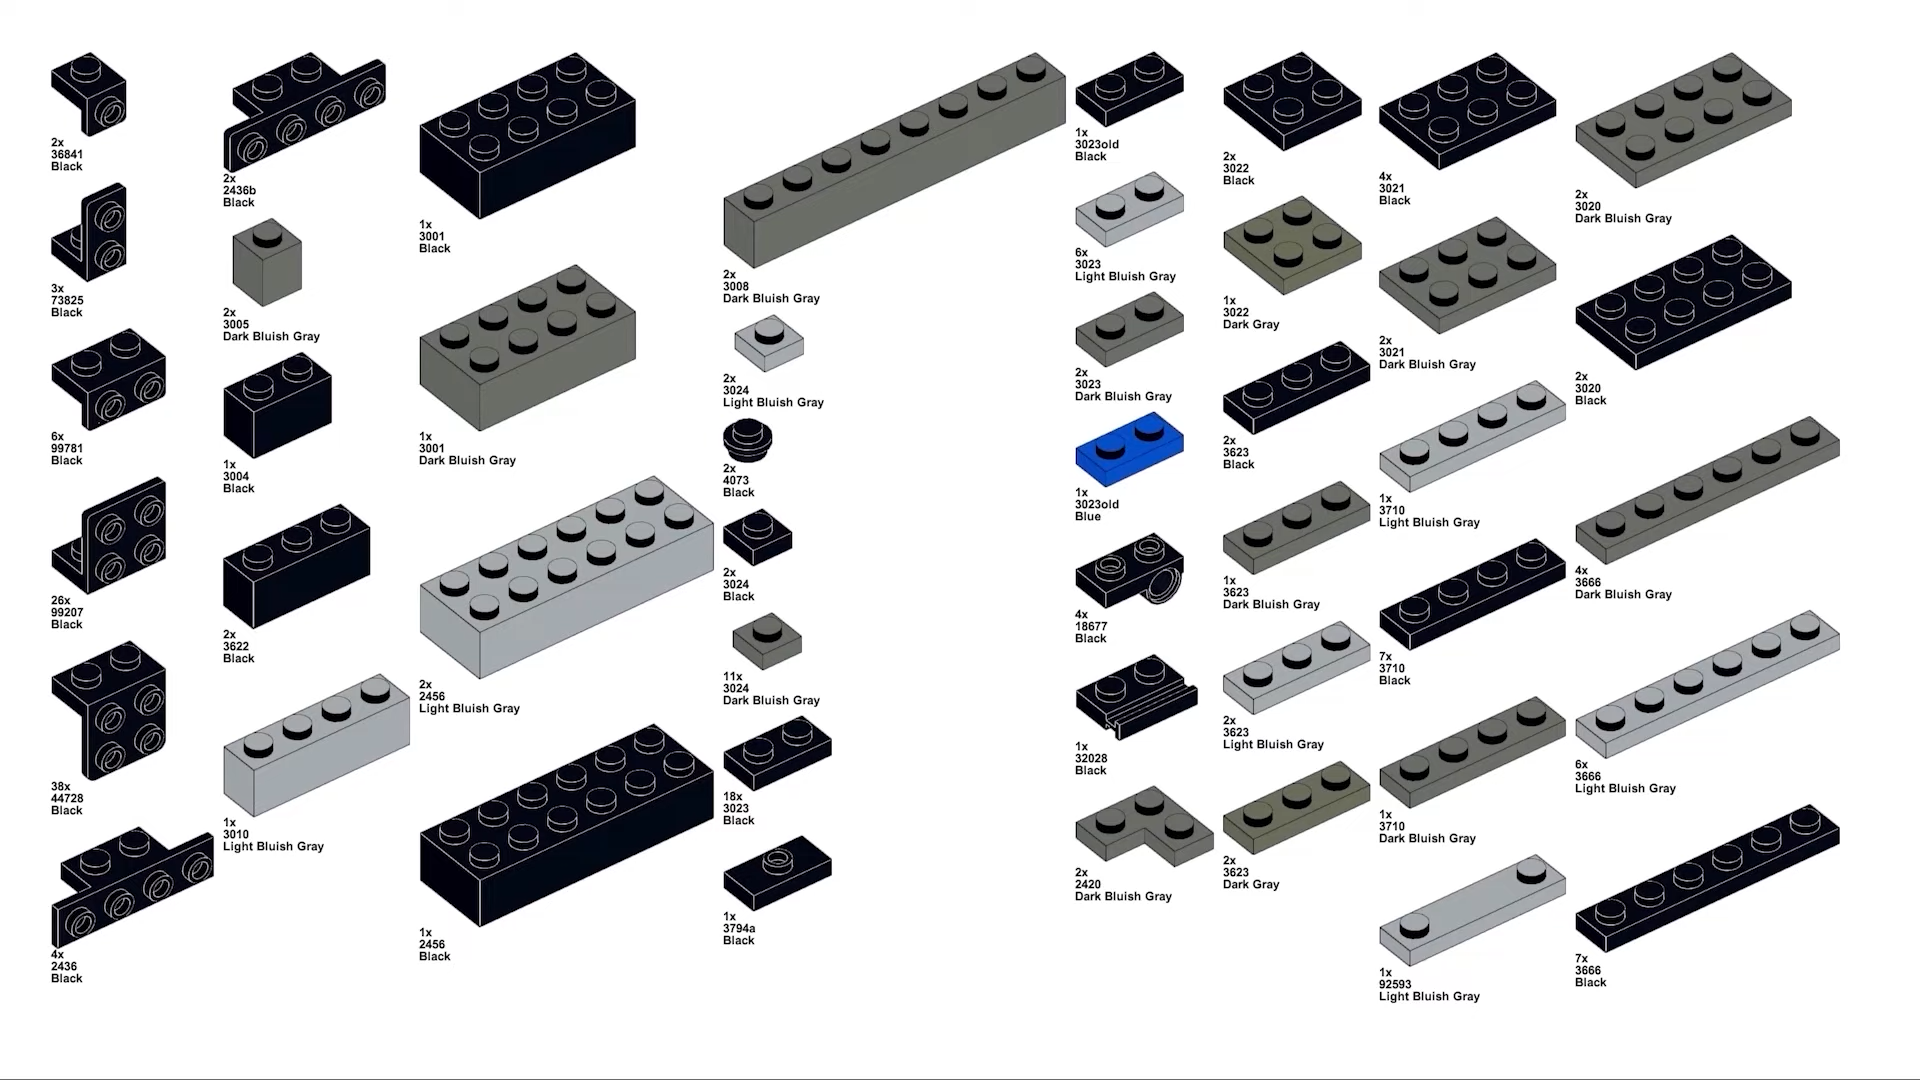 2x
36841
Black
3x
73825
Black
6x
99781
Black
26x
99207
Black
38x
44728
Black
4x
2436
Black
2x
2436b
Black
2x
3005
Dark Bluish Gray
1x
3004
Black
2x
3622
Black
1x
3010
Light Bluish Gray
1x
3001
Black
1x
3001
Dark Bluish Gray
2x
2456
Light Bluish Gray
1x
2456
Black
2x
3008
Dark Bluish Gray
2x
3024
Light Bluish Gray
2x
4073
Black
2x
3024
Black
11x
3024
Dark Bluish Gray
18x
3023
Black
1x
3794a
Black
1x
3023old
Black
6x
3023
Light Bluish Gray
2x
3023
Dark Bluish Gray
1x
3023old
Blue
4x
18677
Black
1x
32028
Black
2x
2420
Dark Bluish Gray
2x
3022
Black
1x
3022
Dark Gray
2x
3623
Black
1x
3623
Dark Bluish Gray
2x
3623
Light Bluish Gray
2x
3623
Dark Gray
4x
3021
Black
2x
3021
Dark Bluish Gray
1x
3710
Light Bluish Gray
7x
3710
Black
1x
3710
Dark Bluish Gray
1x
92593
Light Bluish Gray
2x
3020
Dark Bluish Gray
2x
3020
Black
4x
3666
Dark Bluish Gray
6x
3666
Light Bluish Gray
7x
3666
Black